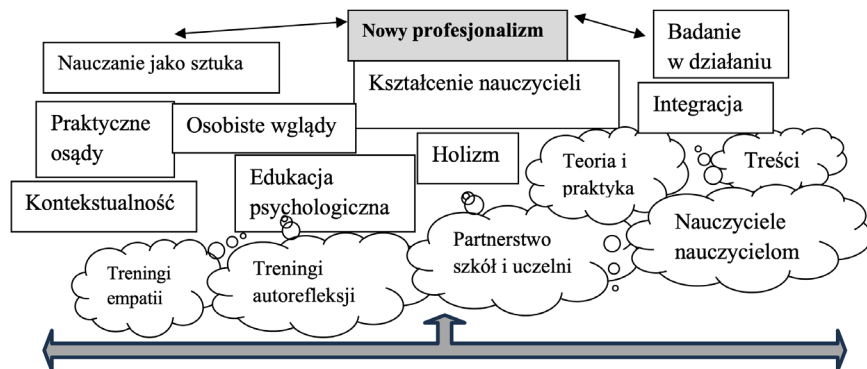 Nowy profesjonalizm
Nauczanie jako sztuka
Badanie
w działaniu
Kształcenie nauczycieli
Integracja
Praktyczne
osądy
Osobiste wglądy
Holizm
Teoria i
praktyka
Treści
Kontekstualność
Edukacja
psychologiczna
Partnerstwo
szkół i uczelni
Nauczyciele
nauczycielom
Treningi
empatii
Treningi
autorefleksji